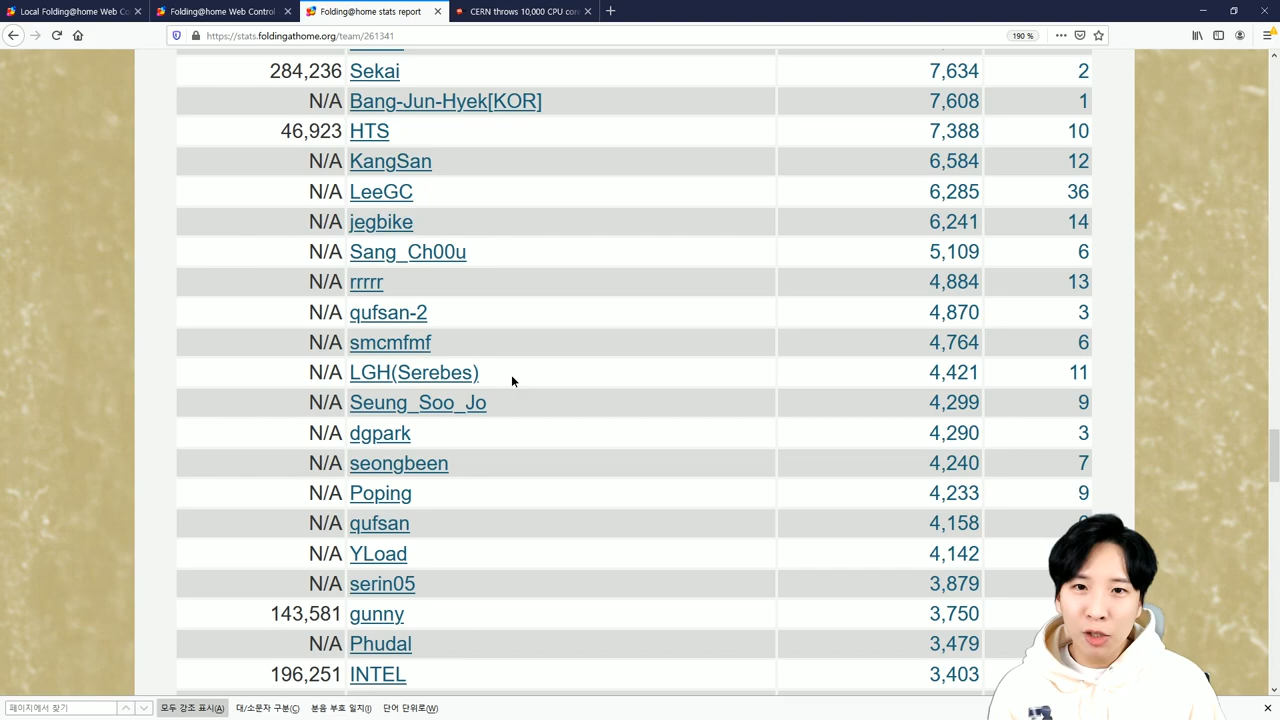 Local Folding@home Web Co
Folding@home Web Control
Folding@home stats report
CERN throws 10,000 CPU cor
https://stats.foldingathome.org/team/261341
190 %
284,236 Sekai 7,634 2
N/A Bang-Jun-Hyek[KOR] 7,608 1
46,923 HTS 7,388 10
N/A KangSan 6,584 12
N/A LeeGC 6,285 36
N/A jegbike 6,241 14
N/A Sang_Ch00u 5,109 6
N/A rrrrr 4,884 13
N/A qufsan-2 4,870 3
N/A smcmfmf 4,764 6
N/A LGH(Serebes) 4,421 11
N/A Seung_Soo_Jo 4,299 9
N/A dgpark 4,290 3
N/A seongbeen 4,240 7
N/A Poping 4,233 9
N/A qufsan 4,158
N/A YLoad 4,142
N/A serin05 3,879
143,581 gunny 3,750
N/A Phudal 3,479
196,251 INTEL 3,403
페이지에서 찾기 모두 강조 표시(A) 대/소문자 구분(C) 분음 부호 일치(I) 단어 단위로(W)